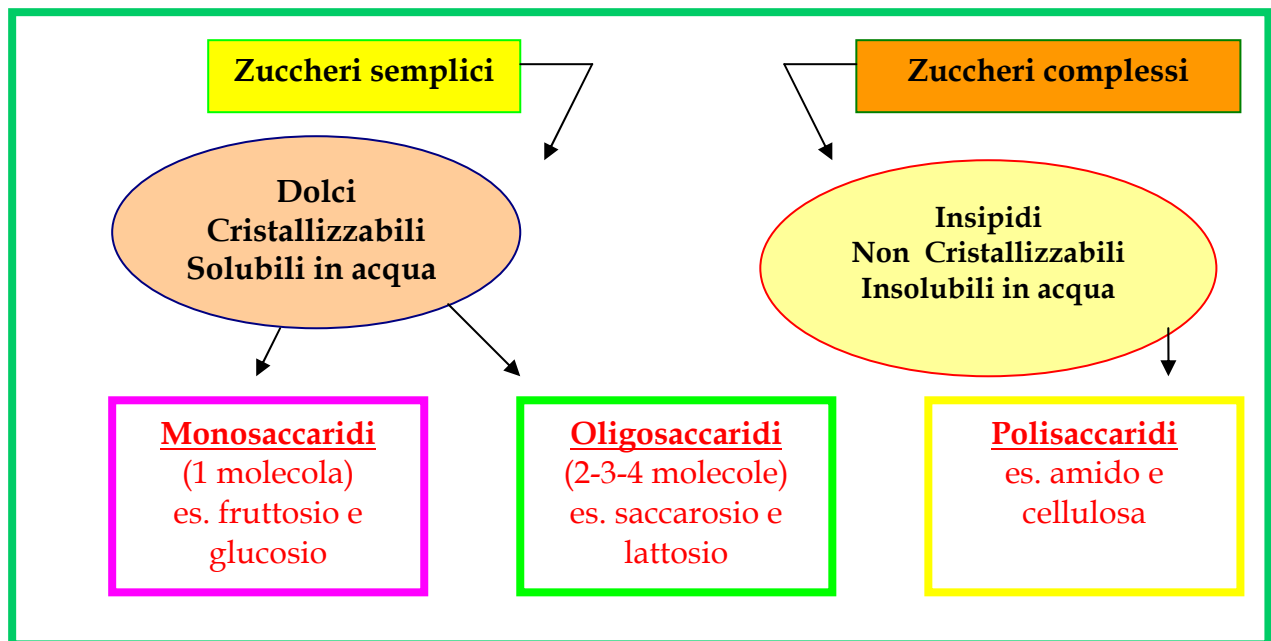 Zuccheri semplici
Zuccheri complessi
Dolci
Cristallizzabili
Solubili in acqua
Insipidi
Non Cristallizzabili
Insolubili in acqua
Monosaccaridi
(1 molecola)
es. fruttosio e
glucosio
Oligosaccaridi
(2-3-4 molecole)
es. saccarosio e
lattosio
Polisaccaridi
es. amido e
cellulosa